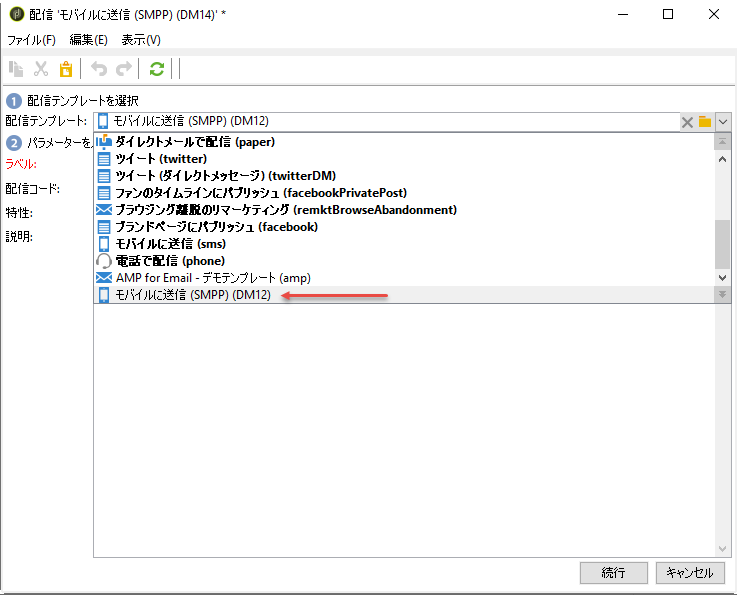 配信 'モバイルに送信 (SMPP) (DM14)' *
ファイル(F) 編集(E) 表示(V)
1 配信テンプレートを選択
配信テンプレート: モバイルに送信 (SMPP) (DM12)
2 パラメーターを
ダイレクトメールで配信 (paper)
ツイート (twitter)
ラベル:
ツイート (ダイレクトメッセージ) (twitterDM)
配信コード:
ファンのタイムラインにパブリッシュ (facebookPrivatePost)
特性:
ブラウジング離脱のリマーケティング (remktBrowseAbandonment)
ブランドページにパブリッシュ (facebook)
説明:
モバイルに送信 (sms)
電話で配信 (phone)
AMP for Email - デモテンプレート (amp)
モバイルに送信 (SMPP) (DM12)
続行 キャンセル